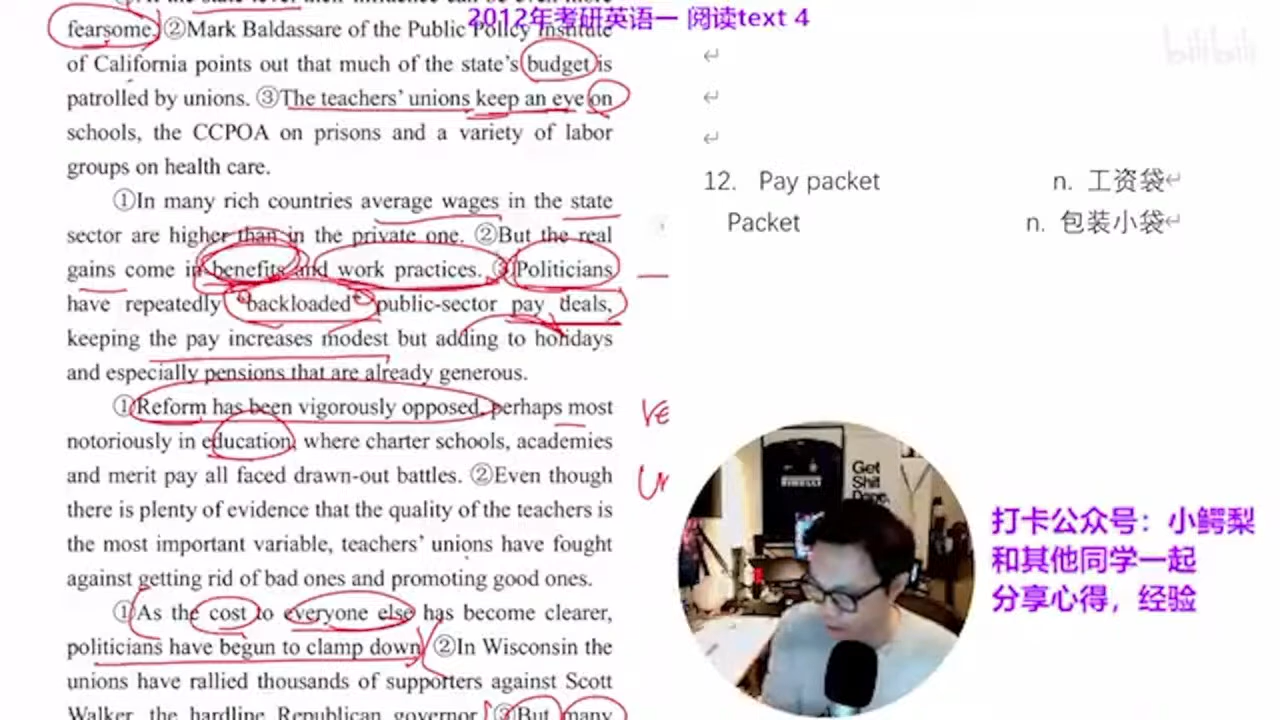 2012年考研英语一 阅读text 4
bilibili
fearsome. ②Mark Baldassare of the Public Policy Institute
of California points out that much of the state's budget is
patrolled by unions. ③The teachers' unions keep an eye on
schools, the CCPOA on prisons and a variety of labor
groups on health care.
①In many rich countries average wages in the state
sector are higher than in the private one. ②But the real
gains come in benefits and work practices. ③Politicians
have repeatedly "backloaded" public-sector pay deals,
keeping the pay increases modest but adding to holidays
and especially pensions that are already generous.
①Reform has been vigorously opposed, perhaps most
notoriously in education, where charter schools, academies
and merit pay all faced drawn-out battles. ②Even though
there is plenty of evidence that the quality of the teachers is
the most important variable, teachers' unions have fought
against getting rid of bad ones and promoting good ones.
①As the cost to everyone else has become clearer,
politicians have begun to clamp down. ②In Wisconsin the
unions have rallied thousands of supporters against Scott
Walker, the hardline Republican governor. ③But many
12. Pay packet n. 工资袋
Packet n. 包装小袋
PIRELLI
Get
Shit
Done.
打卡公众号：小鳄梨
和其他同学一起
分享心得，经验